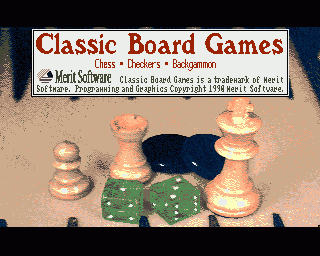 Classic Board Games
Chess • Checkers • Backgammon
Merit Software Classic Board Games is a trademark of Merit
Software. Programming and Graphics Copyright 1990 Merit Software.